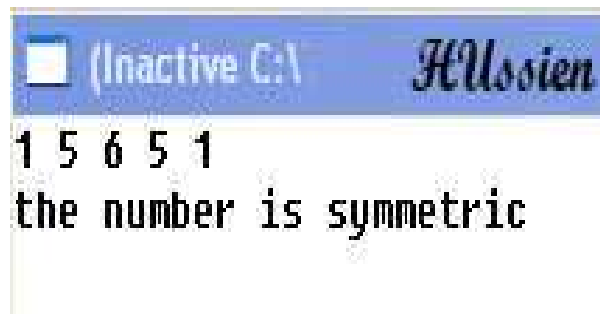 (Inactive C:\ HUssien
1 5 6 5 1
the number is symmetric